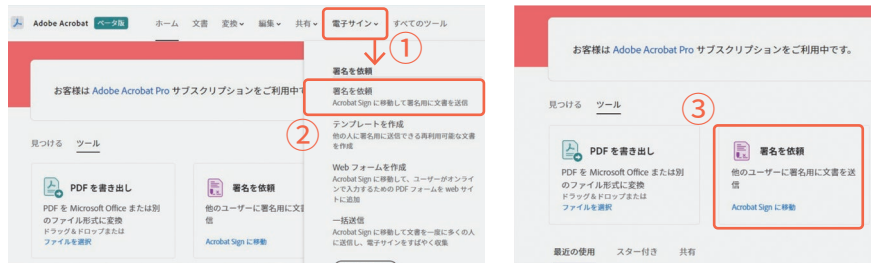 Adobe Acrobat ベータ版 ホーム 文書 変換 編集 共有 電子サイン すべてのツール
①
お客様は Adobe Acrobat Pro サブスクリプションをご利用中で
署名を依頼
署名を依頼
Acrobat Sign に移動して署名用に文書を送信
②
テンプレートを作成
他の人に署名用に送信できる再利用可能な文書
を作成
Web フォームを作成
Acrobat Sign に移動して、ユーザーがオンライ
ンで入力するための PDF フォームを web サイ
トに追加
一括送信
Acrobat Sign に移動して文書を一度に多くの人
に送信し、電子サインをすばやく収集
見つける ツール
PDF を書き出し
PDF を Microsoft Office または別
のファイル形式に変換
ドラッグ&ドロップまたは
ファイルを選択
署名を依頼
他のユーザーに署名用に文
信
Acrobat Sign に移動
お客様は Adobe Acrobat Pro サブスクリプションをご利用中です。
見つける ツール
③
PDF を書き出し
PDF を Microsoft Office または別
のファイル形式に変換
ドラッグ&ドロップまたは
ファイルを選択
署名を依頼
他のユーザーに署名用に文書を送
信
Acrobat Sign に移動
最近の使用 スター付き 共有